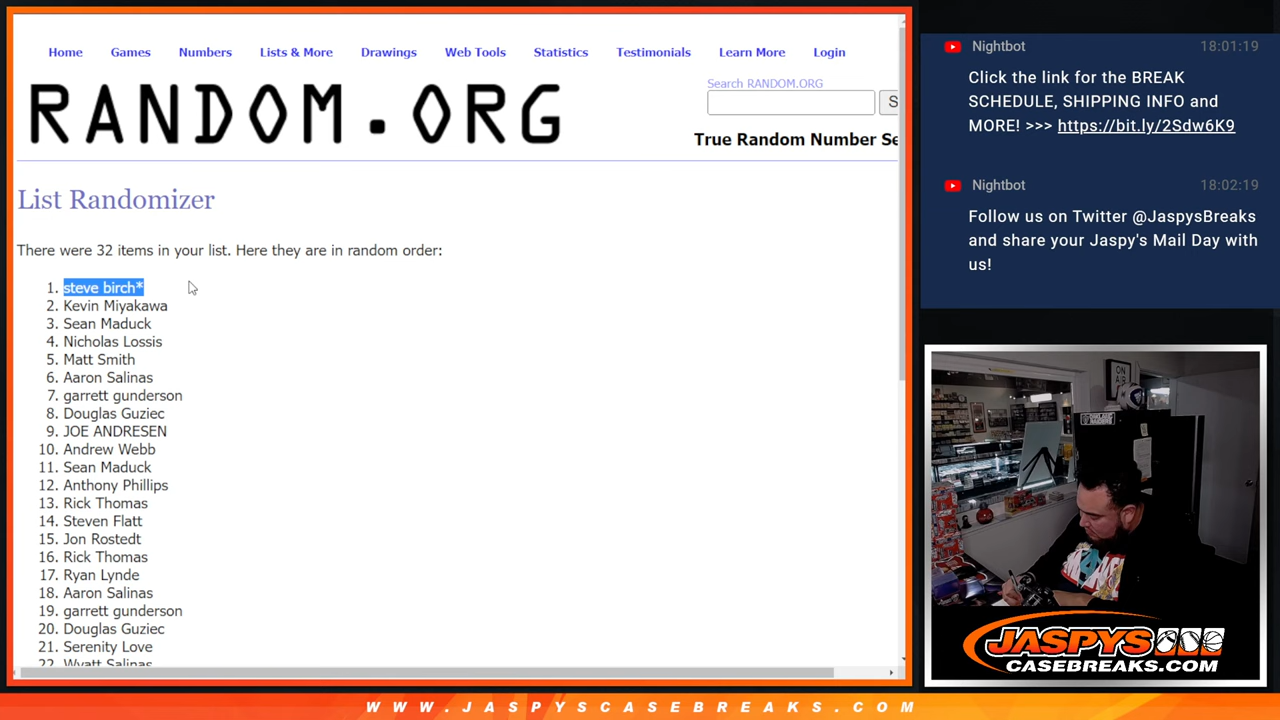 Home Games Numbers Lists & More Drawings Web Tools Statistics Testimonials Learn More Login
RANDOM.ORG
Search RANDOM.ORG
True Random Number Se
List Randomizer
There were 32 items in your list. Here they are in random order:
1. steve birch*
2. Kevin Miyakawa
3. Sean Maduck
4. Nicholas Lossis
5. Matt Smith
6. Aaron Salinas
7. garrett gunderson
8. Douglas Guziec
9. JOE ANDRESEN
10. Andrew Webb
11. Sean Maduck
12. Anthony Phillips
13. Rick Thomas
14. Steven Flatt
15. Jon Rostedt
16. Rick Thomas
17. Ryan Lynde
18. Aaron Salinas
19. garrett gunderson
20. Douglas Guziec
21. Serenity Love
22. Wyatt Salinas
Nightbot 18:01:19
Click the link for the BREAK
SCHEDULE, SHIPPING INFO and
MORE! >>> https://bit.ly/2Sdw6K9
Nightbot 18:02:19
Follow us on Twitter @JaspysBreaks
and share your Jaspy's Mail Day with
us!
ON
AIR
JASPYS
CASEBREAKS.COM
WWW.JASPYSCASEBREAKS.COM